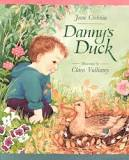 June Crebbin
Danny's
Duck
Illustrated by
Clara Vulliamy